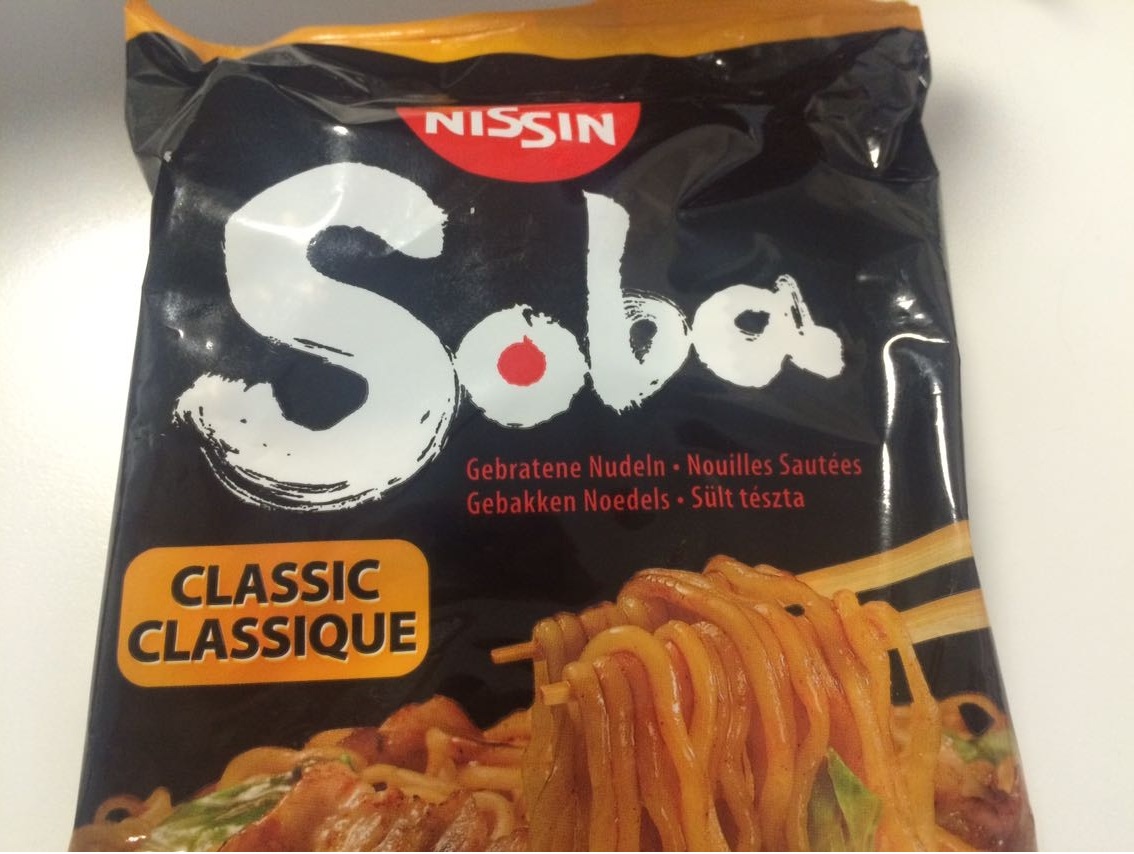 NISSIN
Soba
Gebratene Nudeln • Nouilles Sautées
Gebakken Noedels • Sült tészta
CLASSIC
CLASSIQUE